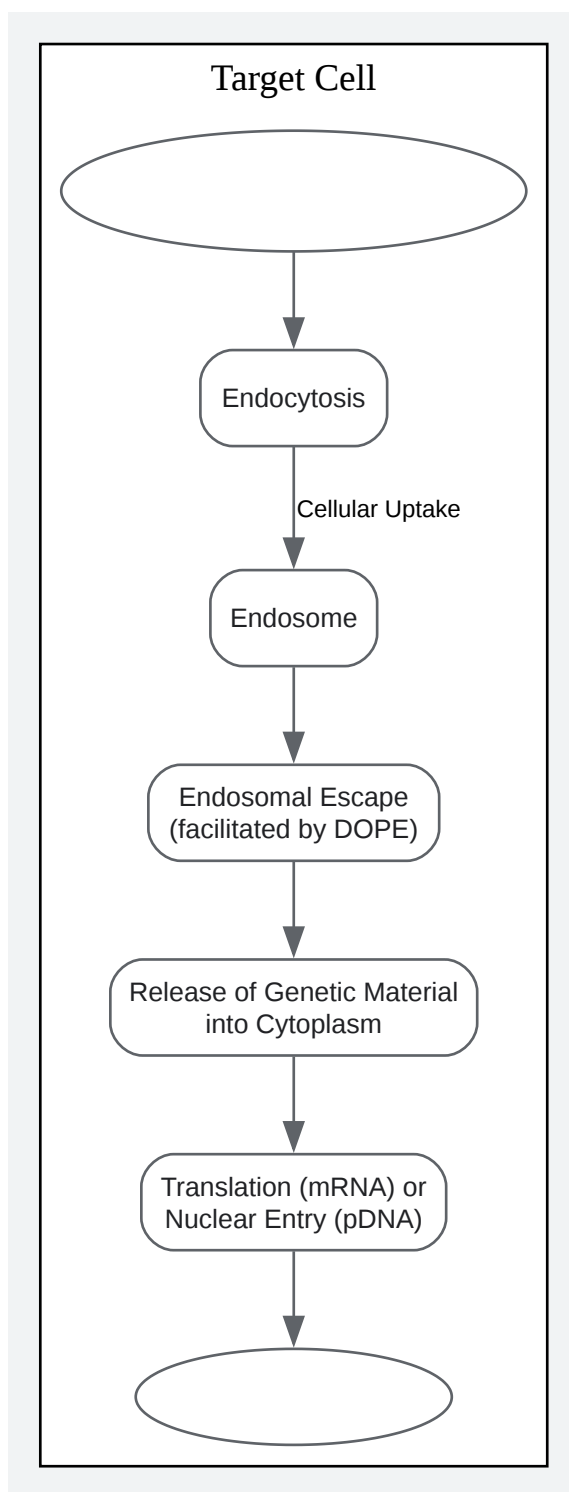 Target Cell
Endocytosis
Cellular Uptake
Endosome
Endosomal Escape
(facilitated by DOPE)
Release of Genetic Material
into Cytoplasm
Translation (mRNA) or
Nuclear Entry (pDNA)